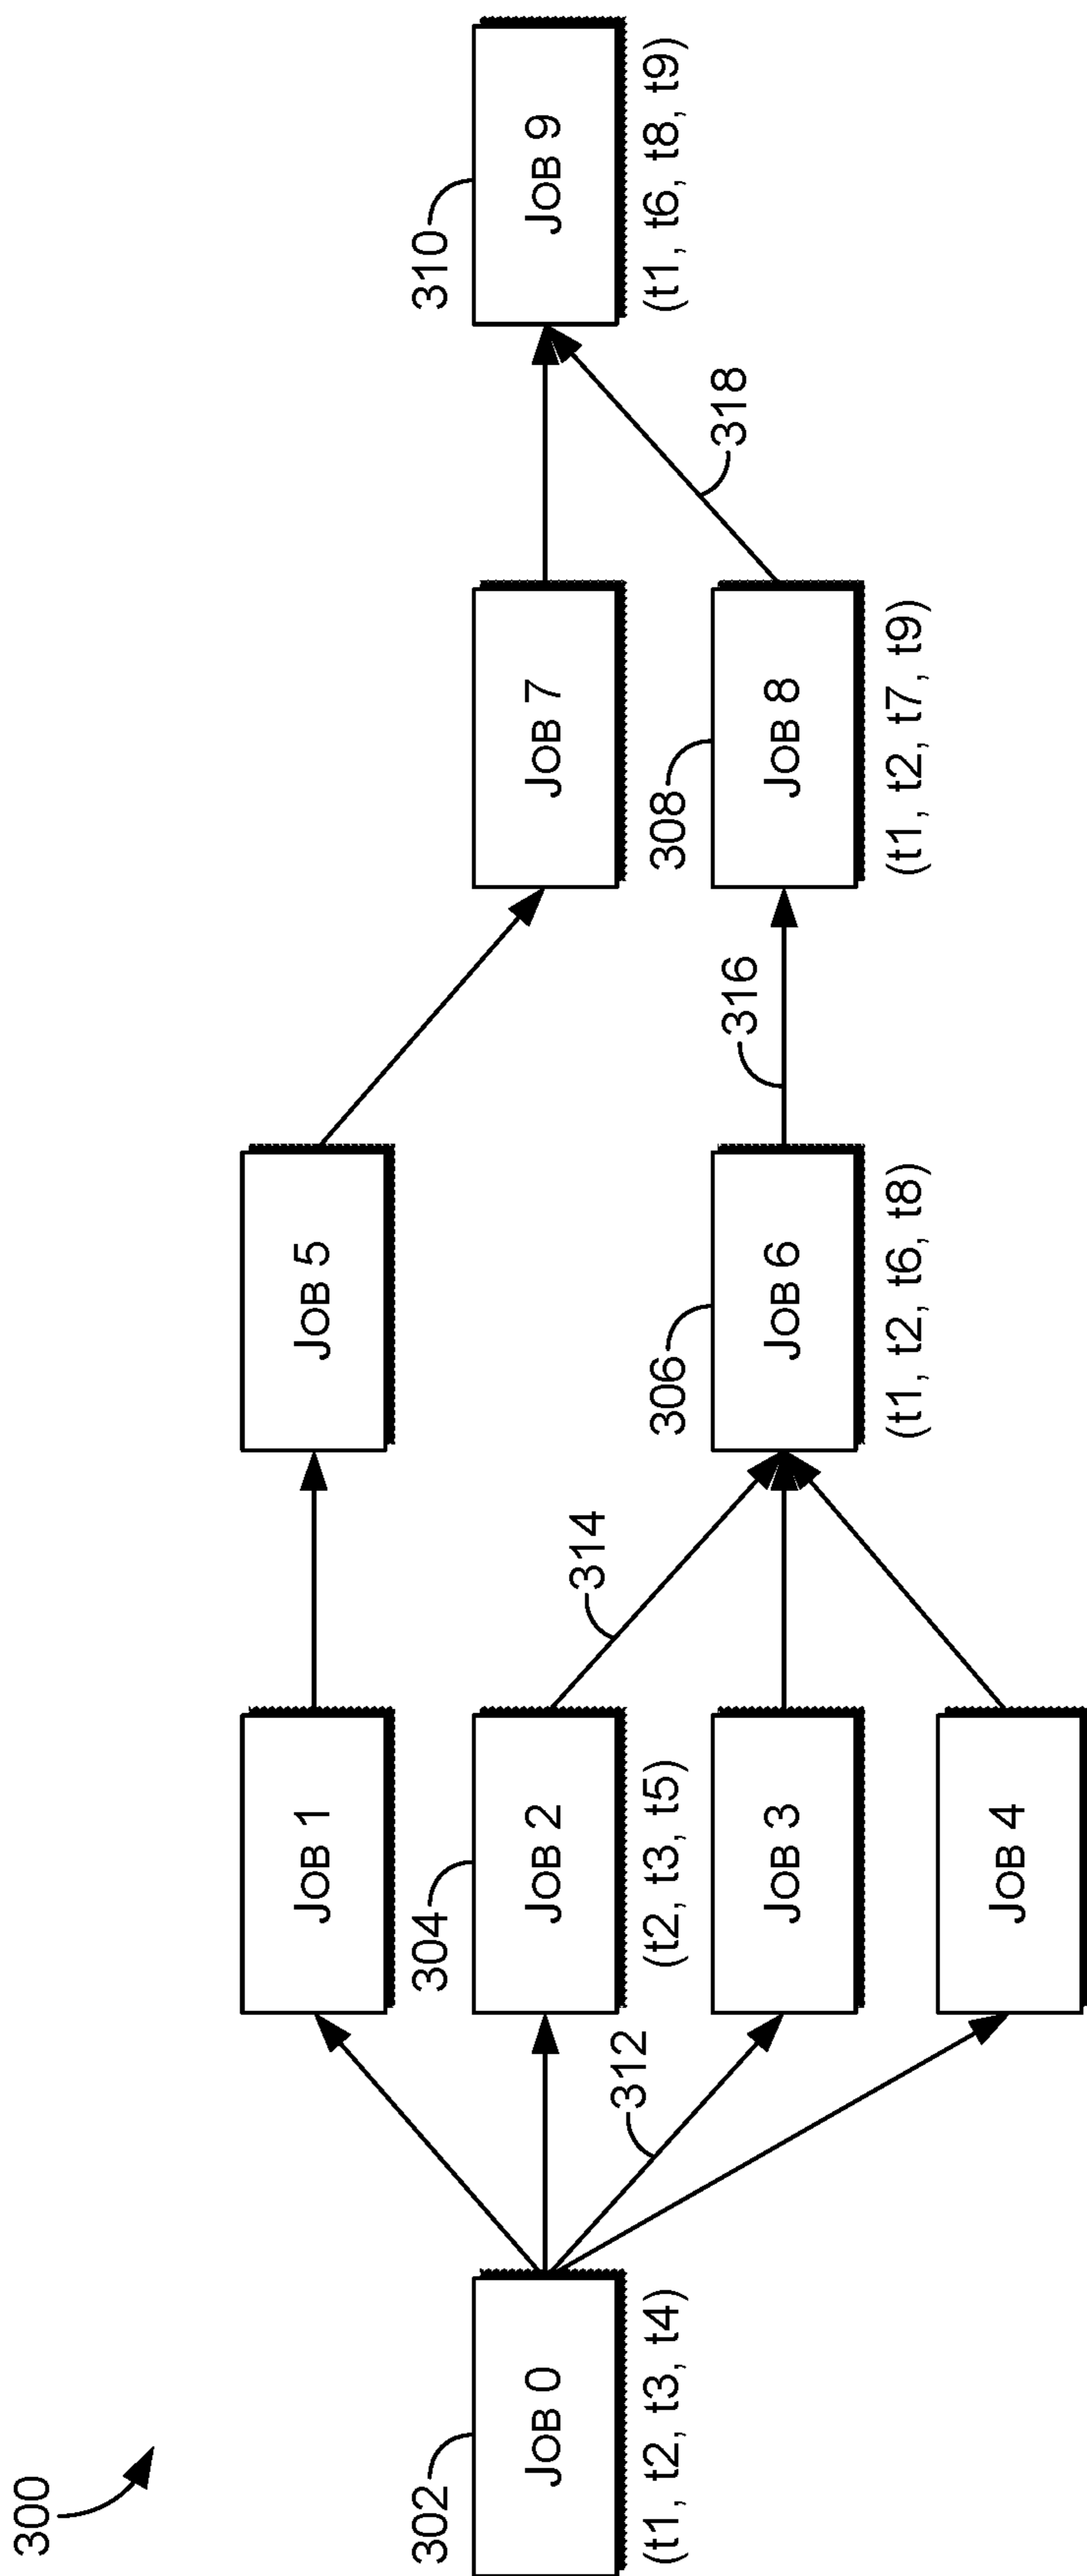 300
302
JOB 0
(t1, t2, t3, t4)
312
JOB 1
304
JOB 2
(t2, t3, t5)
JOB 3
JOB 4
314
JOB 5
306
JOB 6
(t1, t2, t6, t8)
316
JOB 7
308
JOB 8
(t1, t2, t7, t9)
318
310
JOB 9
(t1, t6, t8, t9)